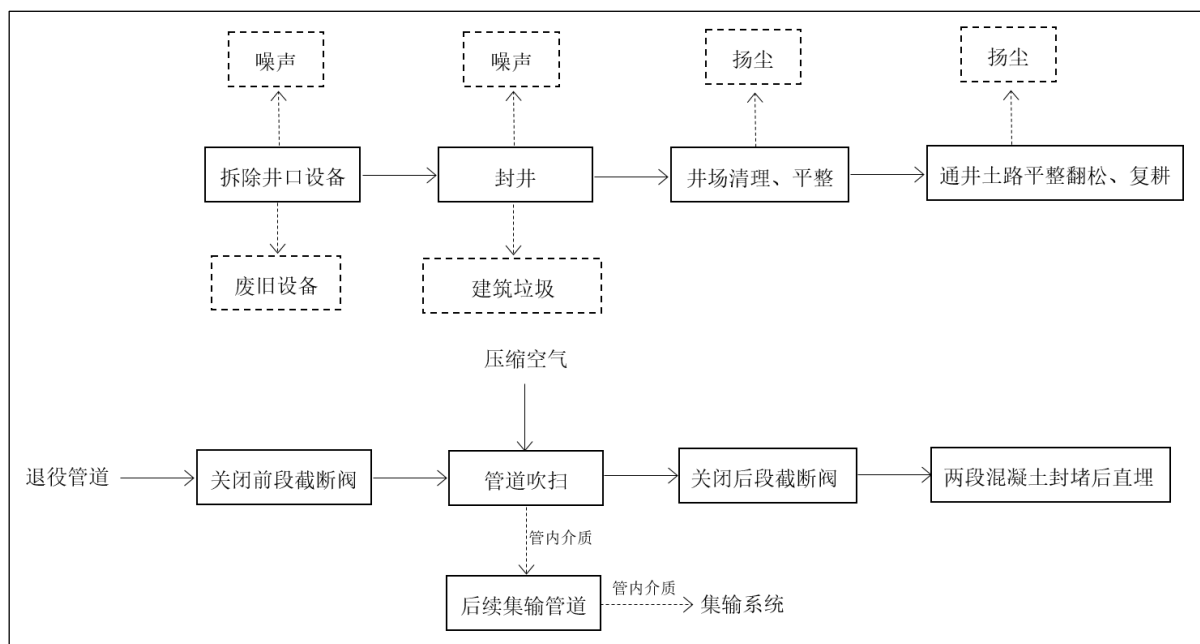 噪声
噪声
扬尘
扬尘
拆除井口设备
封井
井场清理、平整
通井土路平整翻松、复耕
废旧设备
建筑垃圾
压缩空气
退役管道
关闭前段截断阀
管道吹扫
关闭后段截断阀
两段混凝土封堵后直埋
管内介质
后续集输管道
管内介质
集输系统